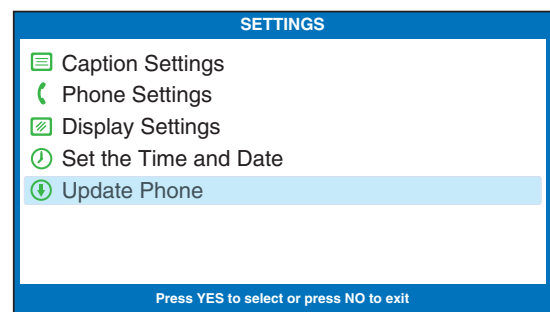 SETTINGS
Caption Settings
Phone Settings
Display Settings
Set the Time and Date
Update Phone
Press YES to select or press NO to exit